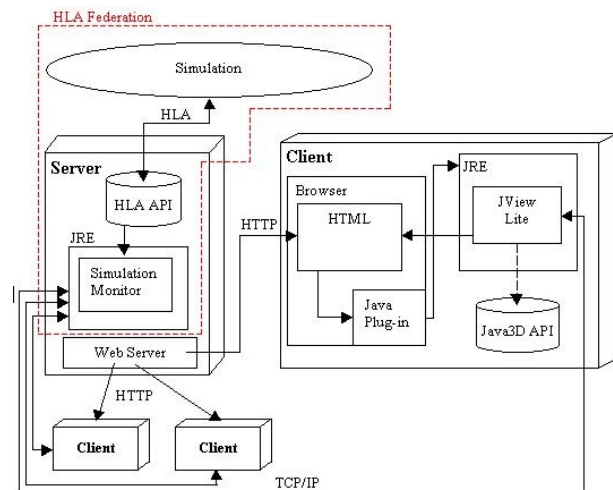 HLA Federation
Simulation
HLA
Server
HLA API
JRE
Simulation
Monitor
Web Server
HTTP
Client
Client
TCP/IP
HTTP
Client
Browser
HTML
Java
Plug-in
JRE
JView
Lite
Java3D API